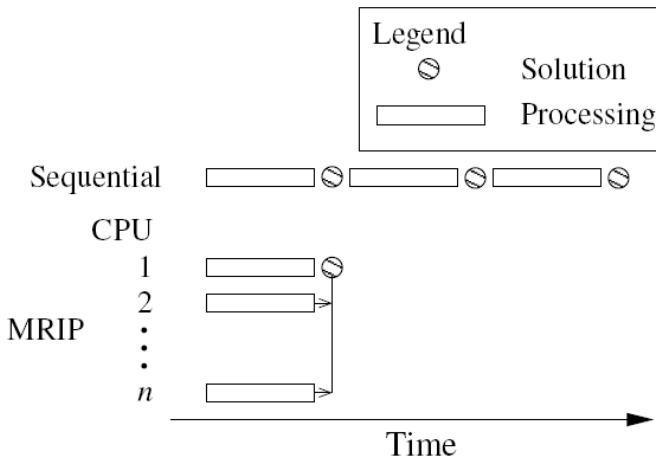 Legend
Solution
Processing
Sequential
CPU
1
2
MRIP
n
Time